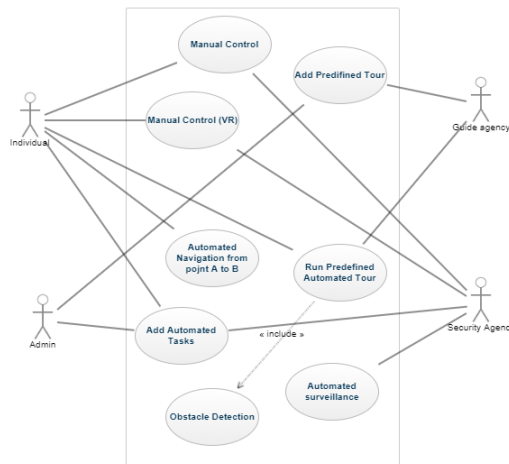 Manual Control
Add Predifined Tour
Manual Control (VR)
Individual
Guide agency
Automated
Navigation from
point A to B
Run Predefined
Automated Tour
Add Automated
Tasks
Admin
« include »
Security Agenc
Automated
surveillance
Obstacle Detection